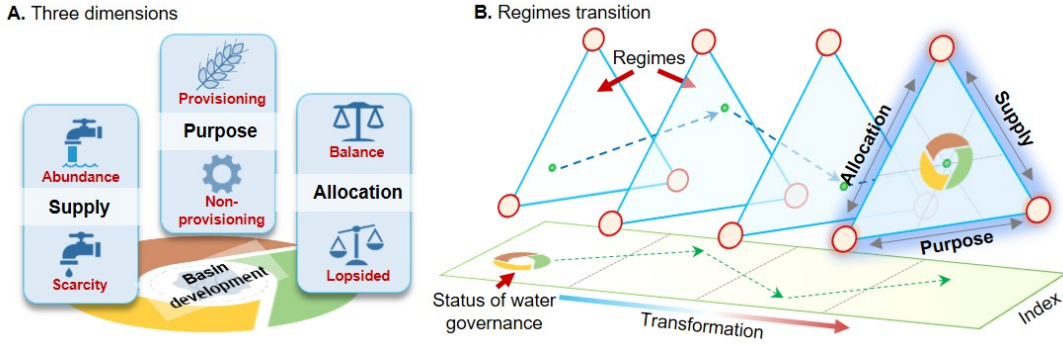 A. Three dimensions
Provisioning
Purpose
Non-
provisioning
Abundance
Supply
Scarcity
Balance
Allocation
Lopsided
Basin
development
B. Regimes transition
Regimes
Allocation
Supply
Purpose
Status of water
governance
Transformation
Index